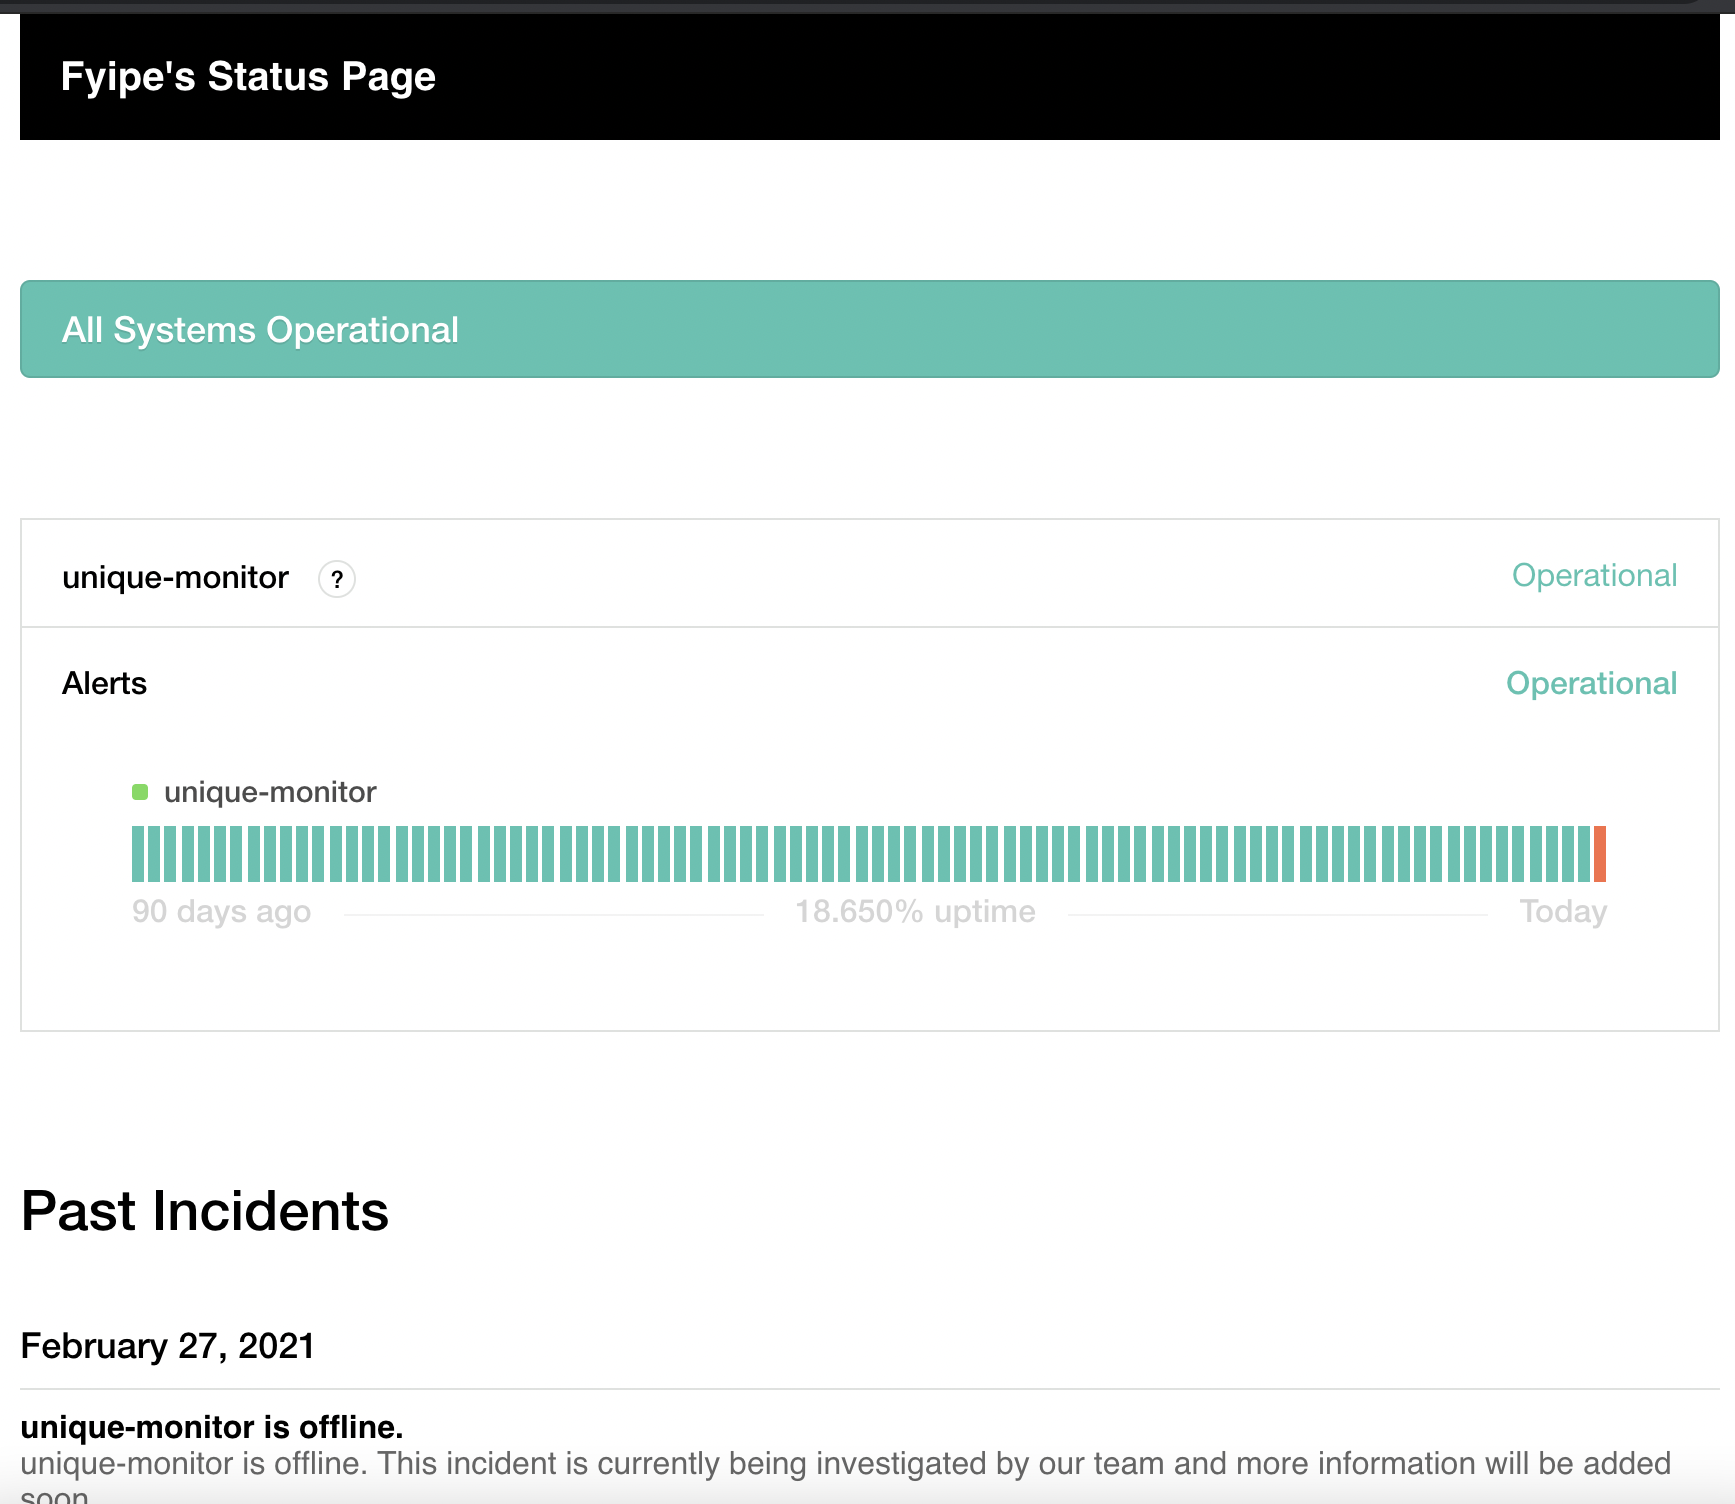 Fyipe's Status Page
All Systems Operational
unique-monitor ? Operational
Alerts Operational
unique-monitor
90 days ago 18.650% uptime Today
Past Incidents
February 27, 2021
unique-monitor is offline.
unique-monitor is offline. This incident is currently being investigated by our team and more information will be added
soon